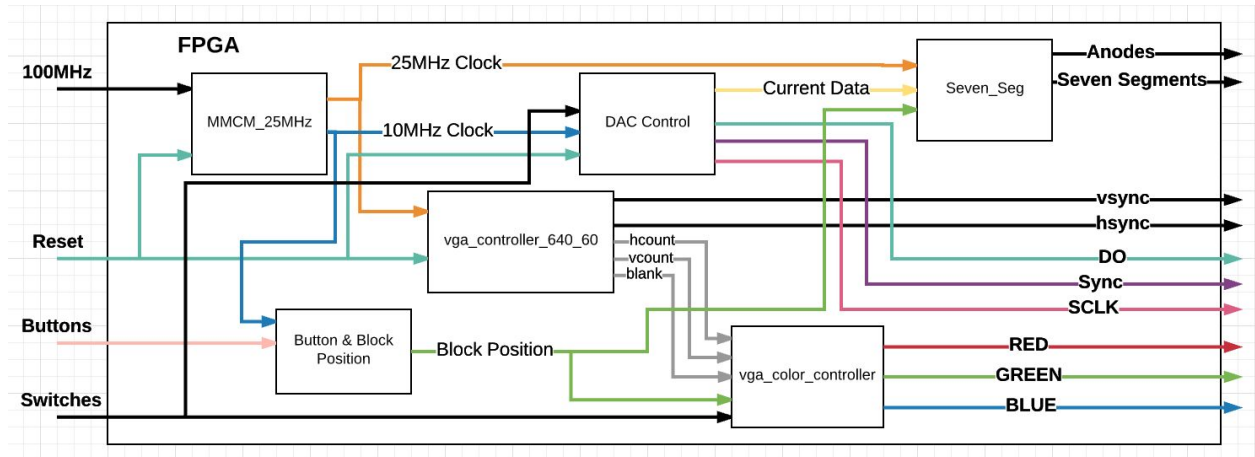 FPGA
100MHz
25MHz Clock
Anodes
Current Data
Seven_Seg
Seven Segments
MMCM_25MHz
10MHz Clock
DAC Control
vsync
hsync
Reset
vga_controller_640_60
hcount
vcount
blank
DO
Sync
SCLK
Buttons
Button & Block
Position
Block Position
RED
vga_color_controller
GREEN
Switches
BLUE